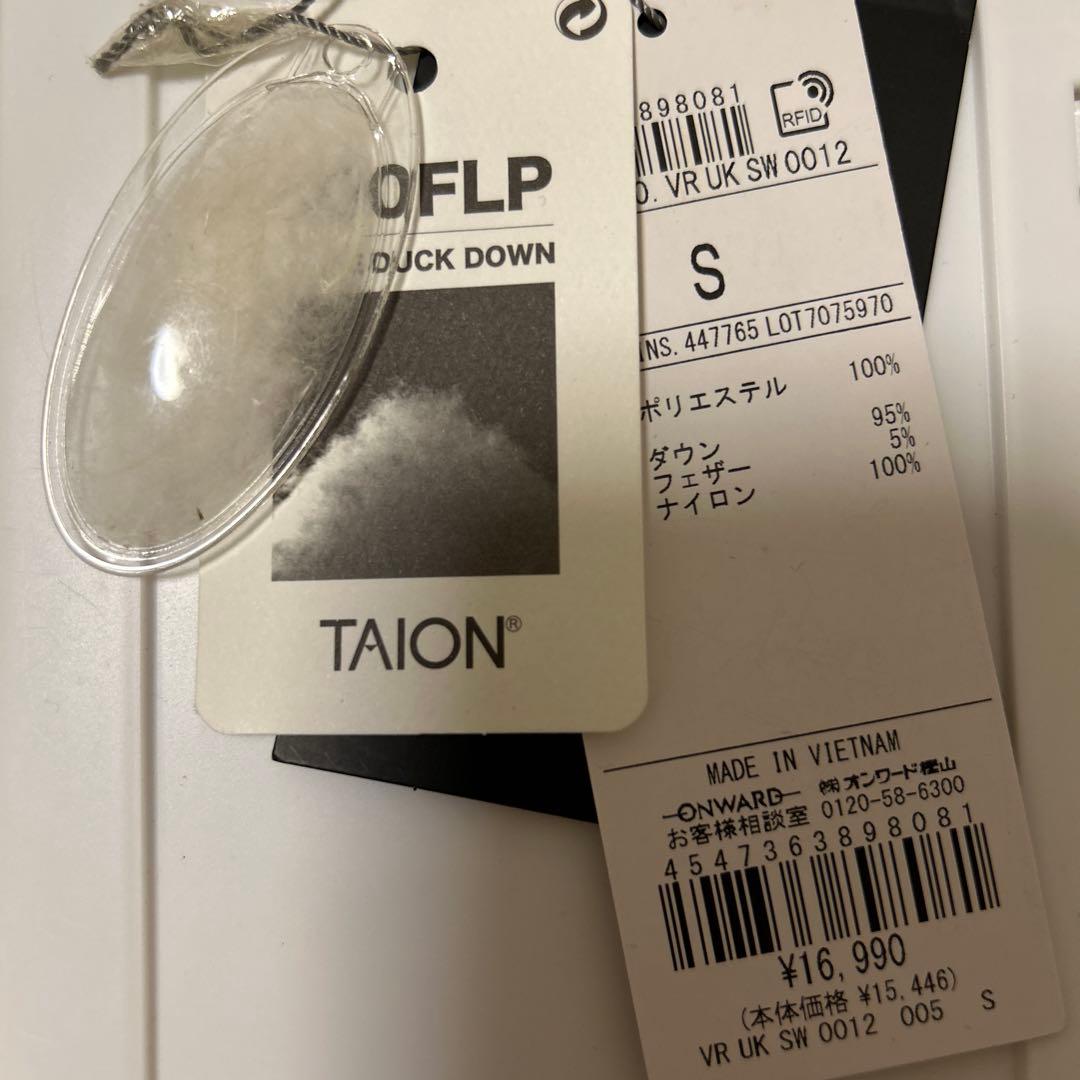 0FLP
DUCK DOWN
TAION®
898081
RFID
VR UK SW 0012
S
INS. 447765 LOT7075970
ポリエステル 100%
ダウン 95%
フェザー 5%
ナイロン 100%
MADE IN VIETNAM
ONWARD ㈱オンワード樫山
お客様相談室 0120-58-6300
4547363898081
¥16,990
(本体価格 ¥15,446)
VR UK SW 0012 005 S